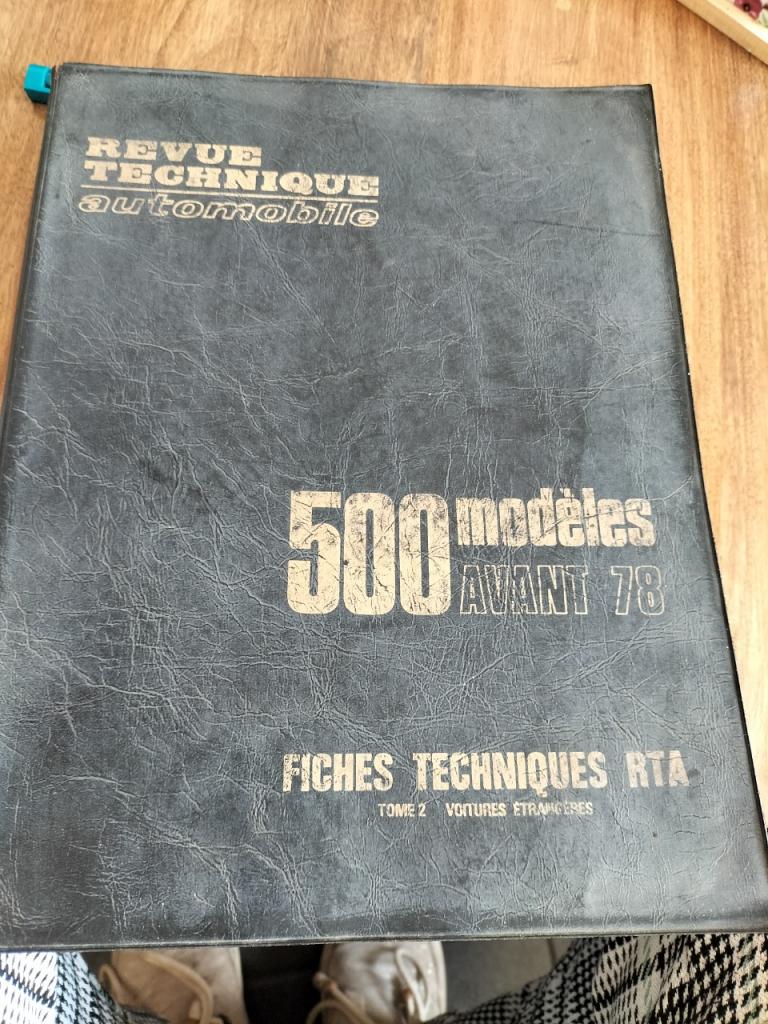 REVUE
TECHNIQUE
automobile
500 modèles
AVANT 78
FICHES TECHNIQUES RTA
TOME 2 VOITURES ÉTRANGÈRES